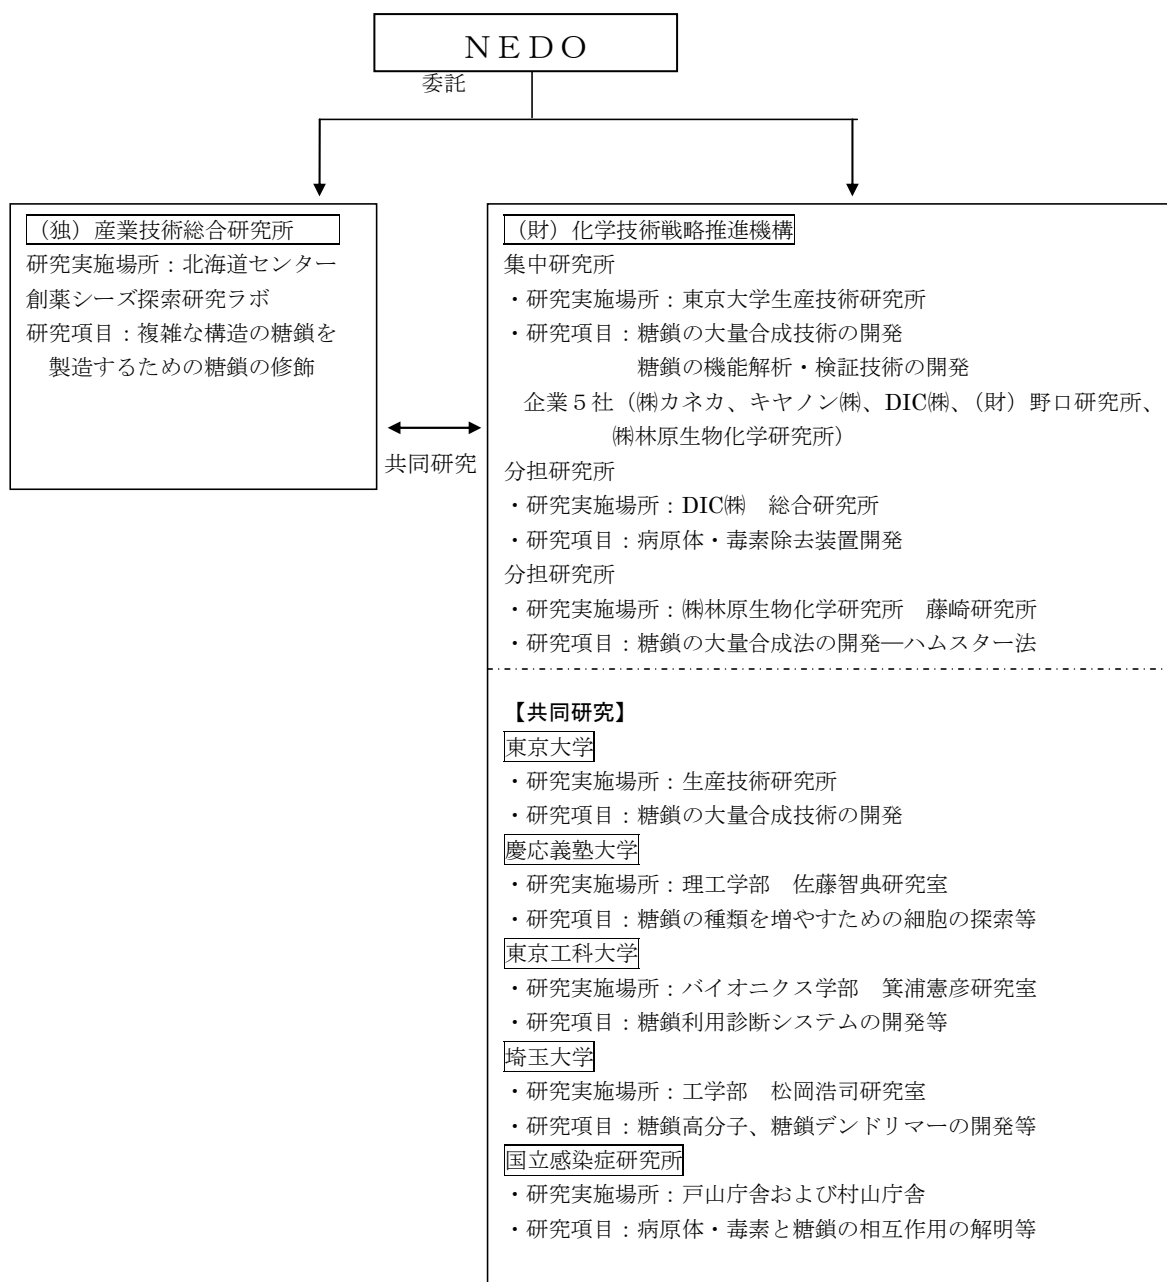 ＮＥＤＯ
委託
（独）産業技術総合研究所
研究実施場所：北海道センター
創薬シーズ探索研究ラボ
研究項目：複雑な構造の糖鎖を
製造するための糖鎖の修飾
共同研究
（財）化学技術戦略推進機構
集中研究所
・研究実施場所：東京大学生産技術研究所
・研究項目：糖鎖の大量合成技術の開発
糖鎖の機能解析・検証技術の開発
企業５社（㈱カネカ、キヤノン㈱、DIC㈱、（財）野口研究所、
㈱林原生物化学研究所）
分担研究所
・研究実施場所：DIC㈱　総合研究所
・研究項目：病原体・毒素除去装置開発
分担研究所
・研究実施場所：㈱林原生物化学研究所　藤崎研究所
・研究項目：糖鎖の大量合成法の開発―ハムスター法
【共同研究】
東京大学
・研究実施場所：生産技術研究所
・研究項目：糖鎖の大量合成技術の開発
慶応義塾大学
・研究実施場所：理工学部　佐藤智典研究室
・研究項目：糖鎖の種類を増やすための細胞の探索等
東京工科大学
・研究実施場所：バイオニクス学部　箕浦憲彦研究室
・研究項目：糖鎖利用診断システムの開発等
埼玉大学
・研究実施場所：工学部　松岡浩司研究室
・研究項目：糖鎖高分子、糖鎖デンドリマーの開発等
国立感染症研究所
・研究実施場所：戸山庁舎および村山庁舎
・研究項目：病原体・毒素と糖鎖の相互作用の解明等